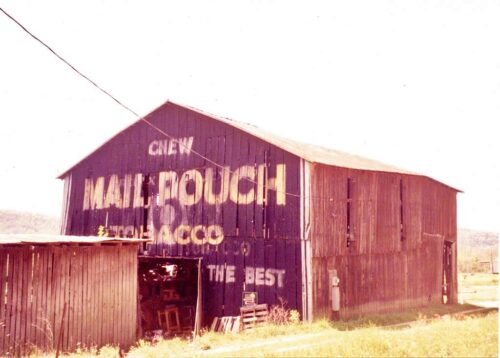 CHEW
MAIL POUCH
TOBACCO
THE BEST